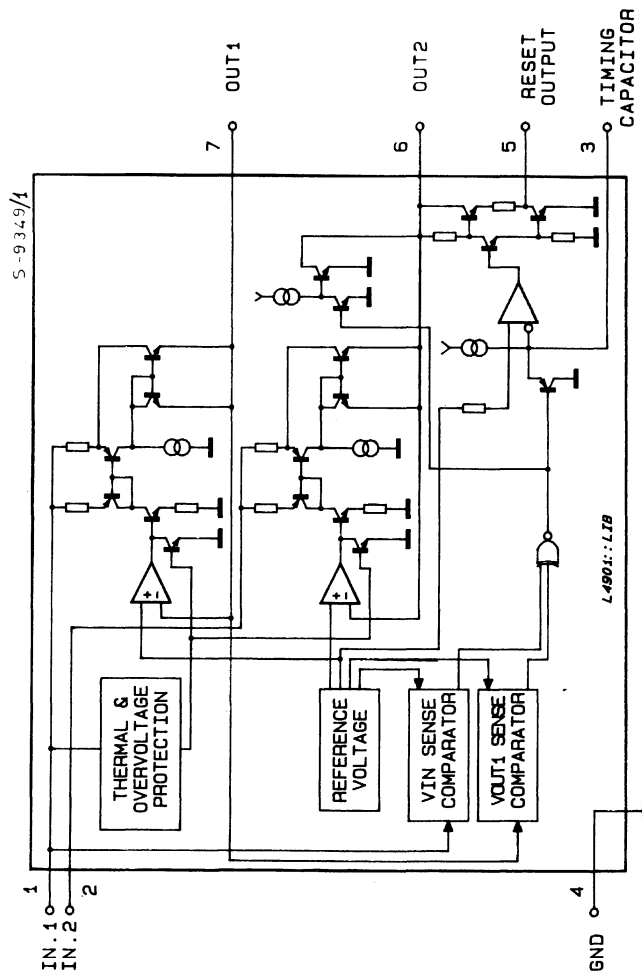 S-9349/1
IN.1
1
IN.2
2
THERMAL &
OVERVOLTAGE
PROTECTION
7
OUT1
REFERENCE
VOLTAGE
6
OUT2
VIN SENSE
COMPARATOR
5
RESET
OUTPUT
VOUT1 SENSE
COMPARATOR
3
TIMING
CAPACITOR
GND
4
L4901::LIB
+
-
+
-